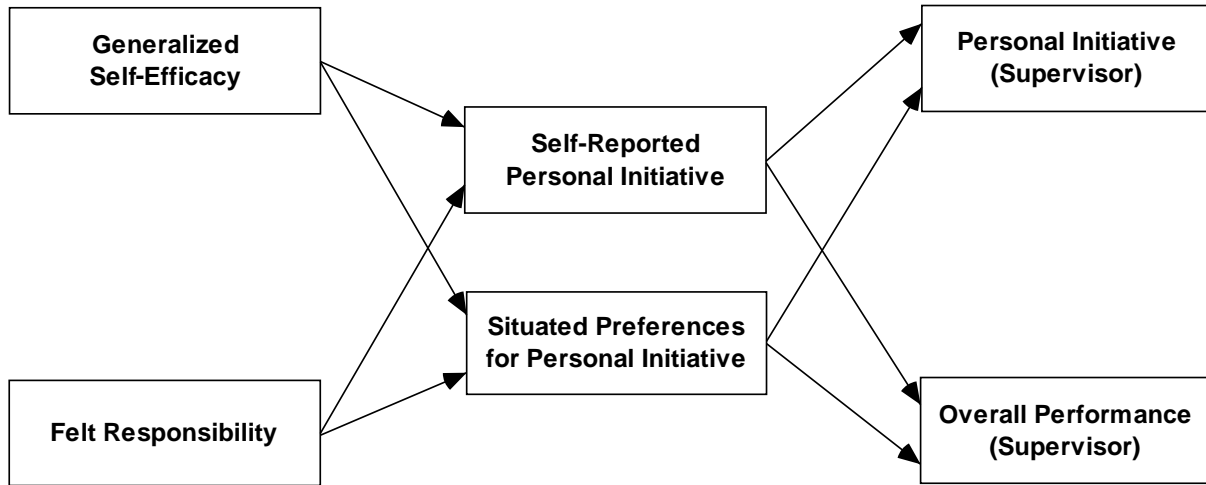 Generalized
Self-Efficacy
Personal Initiative
(Supervisor)
Self-Reported
Personal Initiative
Situated Preferences
for Personal Initiative
Felt Responsibility
Overall Performance
(Supervisor)